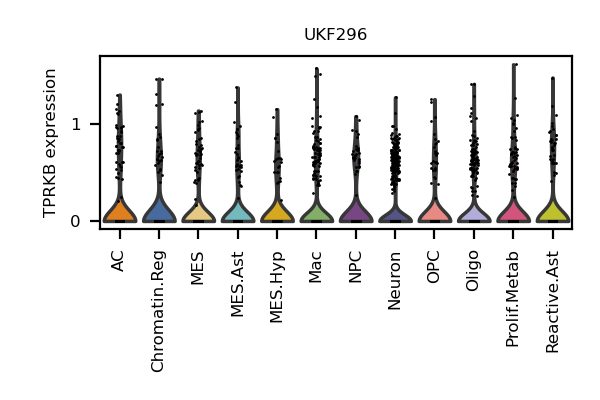 UKF296
TPRKB expression
1
0
AC
Chromatin.Reg
MES
MES.Ast
MES.Hyp
Mac
NPC
Neuron
OPC
Oligo
Prolif.Metab
Reactive.Ast